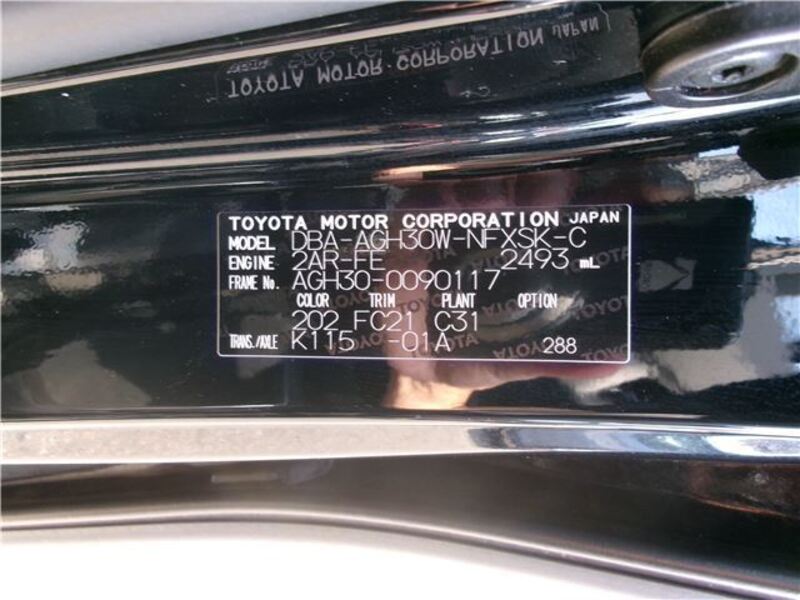 TOYOTA MOTOR CORPORATION JAPAN
TOYOTA MOTOR CORPORATION JAPAN
MODEL DBA-AGH30W-NFXSK-C
ENGINE 2AR-FE 2493 mL
FRAME No. AGH30-0090117
COLOR TRIM PLANT OPTION
202 FC21 C31
TRANS./AXLE K115 -01A 288